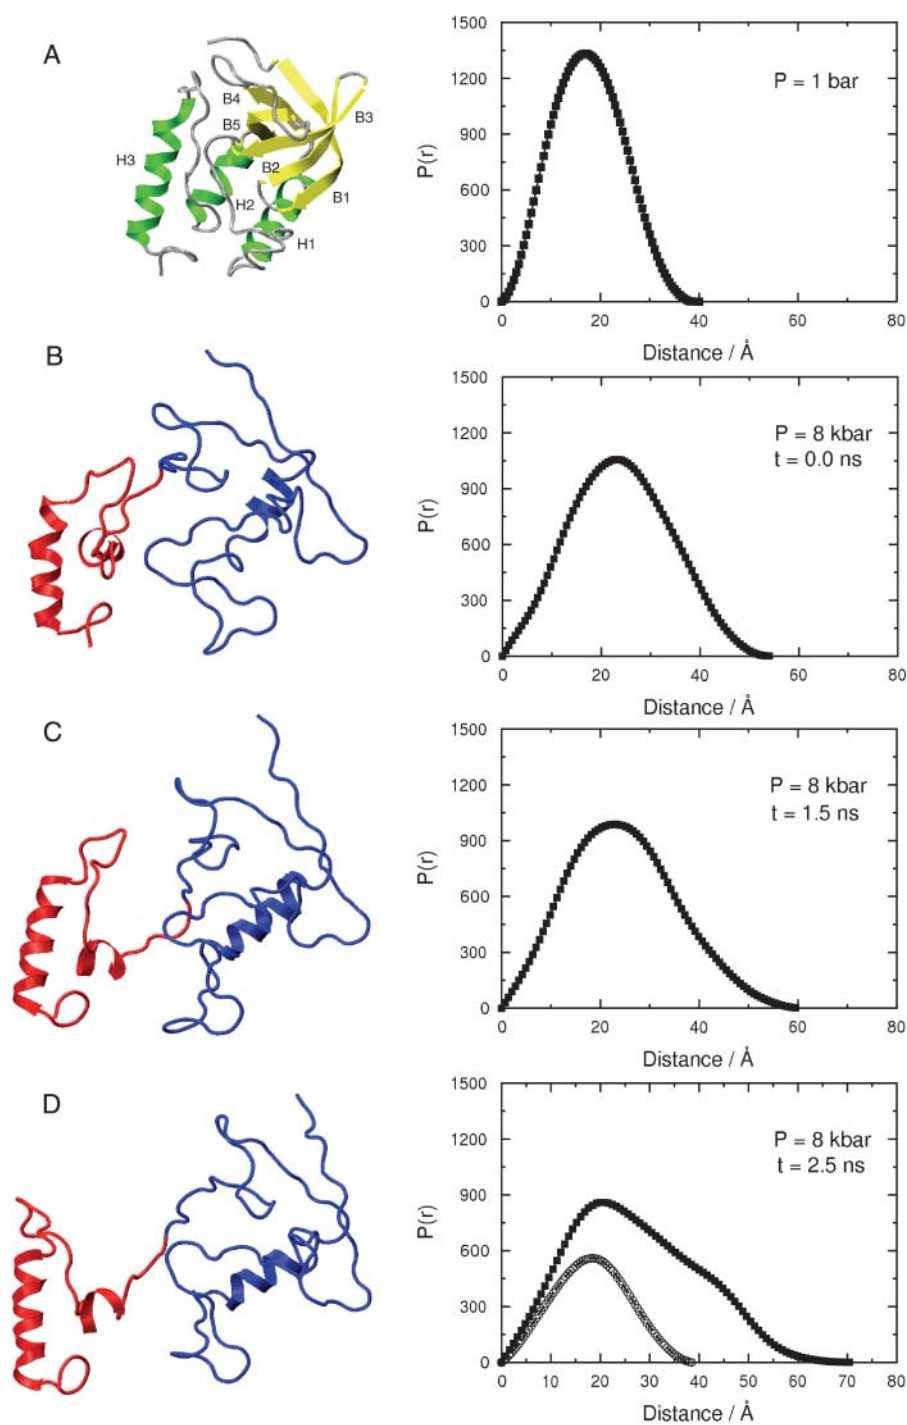 A
B4
B3
B5
H3
B2
B1
H2
H1
1500
1200
900
600
300
0
P(r)
P = 1 bar
0 20 40 60 80
Distance / Å
B
1500
1200
900
600
300
0
P(r)
P = 8 kbar
t = 0.0 ns
0 20 40 60 80
Distance / Å
C
1500
1200
900
600
300
0
P(r)
P = 8 kbar
t = 1.5 ns
0 20 40 60 80
Distance / Å
D
1500
1200
900
600
300
0
P(r)
P = 8 kbar
t = 2.5 ns
0 10 20 30 40 50 60 70 80
Distance / Å